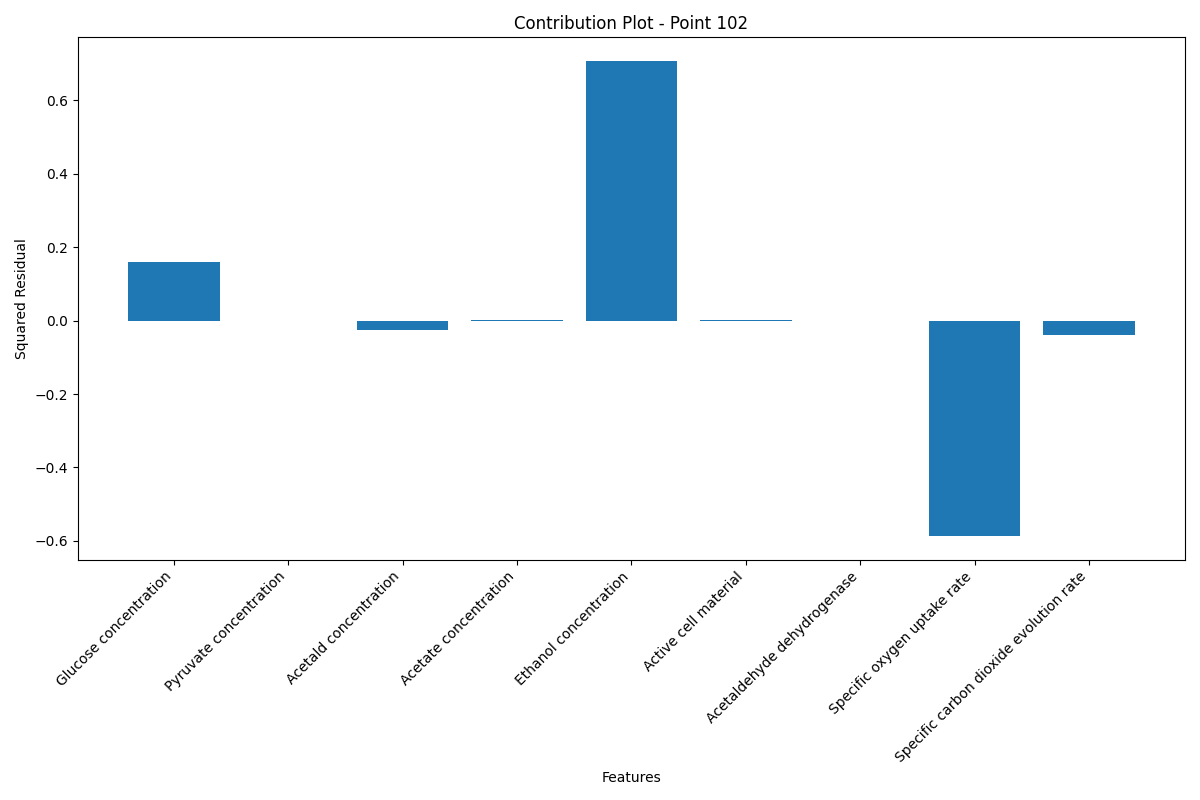 Contribution Plot - Point 102
Squared Residual
0.6
0.4
0.2
0.0
−0.2
−0.4
−0.6
Glucose concentration
Pyruvate concentration
Acetald concentration
Acetate concentration
Ethanol concentration
Active cell material
Acetaldehyde dehydrogenase
Specific oxygen uptake rate
Specific carbon dioxide evolution rate
Features